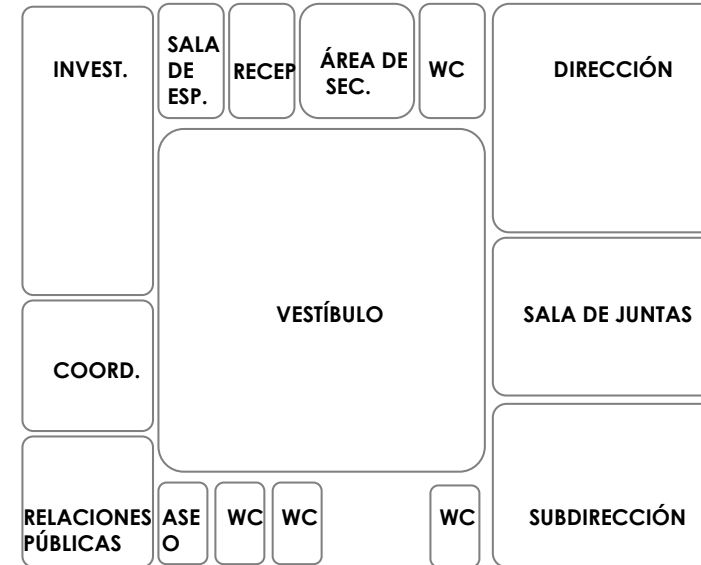 INVEST.
SALA
DE
ESP.
RECEP
ÁREA DE
SEC.
WC
DIRECCIÓN
VESTÍBULO
SALA DE JUNTAS
COORD.
RELACIONES
PÚBLICAS
ASE
O
WC
WC
WC
SUBDIRECCIÓN